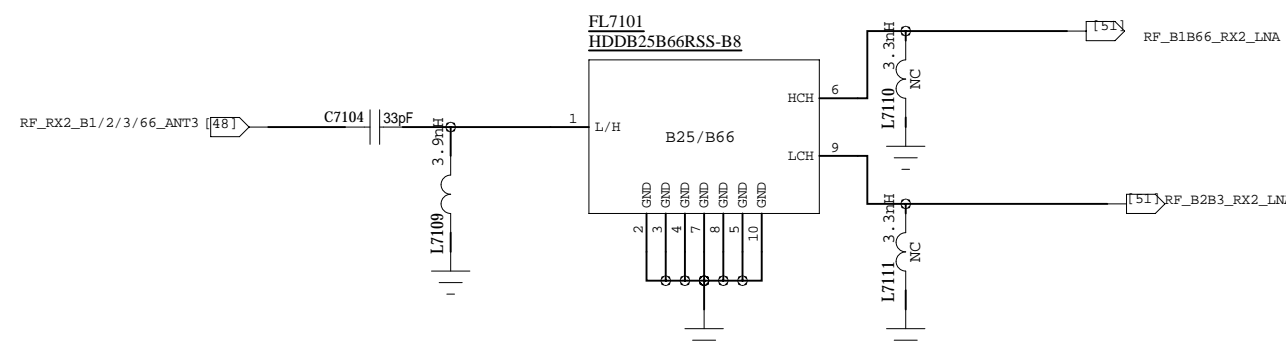 FL7101
HDDB25B66RSS-B8
[51]
RF_B1B66_RX2_LNA
3.3nH
NC
L7110
HCH
6
RF_RX2_B1/2/3/66_ANT3 [48]
C7104
33pF
1
L/H
B25/B66
LCH
9
3.9nH
L7109
GND
GND
GND
GND
GND
GND
GND
2
3
4
7
8
5
10
[51]
RF_B2B3_RX2_LNA
3.3nH
NC
L7111